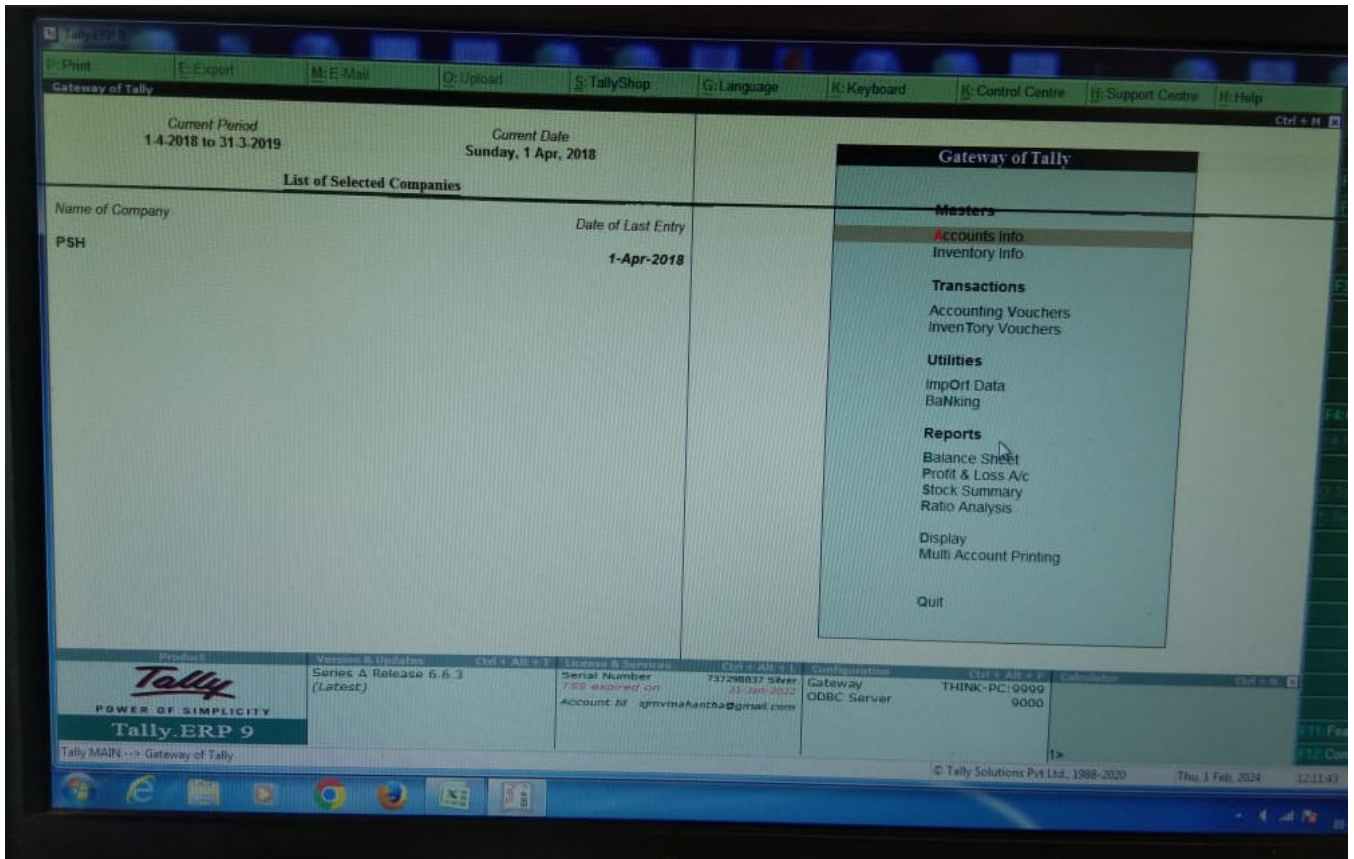 Tally.ERP 9
P: Print E: Export M: E-Mail O: Upload S: TallyShop G: Language K: Keyboard K: Control Centre H: Support Centre H: Help
Gateway of Tally Ctrl + M
Current Period
1-4-2018 to 31-3-2019
Current Date
Sunday, 1 Apr, 2018
List of Selected Companies
Name of Company Date of Last Entry
PSH 1-Apr-2018
Gateway of Tally
Masters
Accounts Info.
Inventory Info.
Transactions
Accounting Vouchers
InvenTory Vouchers
Utilities
ImpOrt Data
BaNking
Reports
Balance Sheet
Profit & Loss A/c
Stock Summary
Ratio Analysis
Display
Multi Account Printing
Quit
Product
Tally
POWER OF SIMPLICITY
Tally.ERP 9
Version & Updates Ctrl + Alt + T
Series A Release 6.6.3
(Latest)
License & Services Ctrl + Alt + L
Serial Number 737298037 Silver
TSS expired on 31-Jan-2022
Account Id
Configuration Ctrl + Alt + F
Gateway THINK-PC:9999
ODBC Server 9000
Calculator Ctrl + N
1>
Tally MAIN --> Gateway of Tally
© Tally Solutions Pvt Ltd., 1988-2020 Thu, 1 Feb, 2024 12:11:43